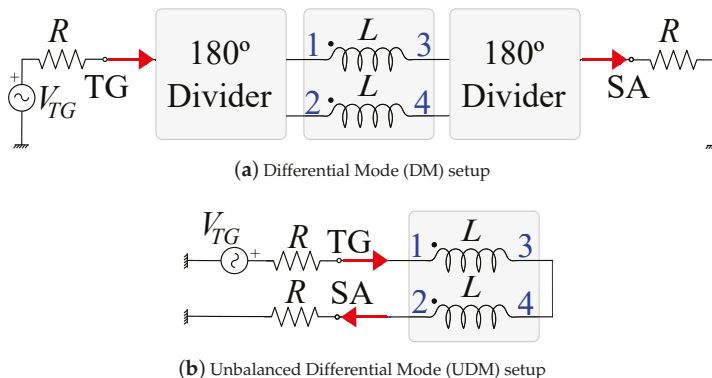 R
TG
V_TG
+
180º
Divider
1
L
3
2
L
4
180º
Divider
SA
R
(a) Differential Mode (DM) setup
V_TG
+
R
TG
R
SA
1
L
3
2
L
4
(b) Unbalanced Differential Mode (UDM) setup